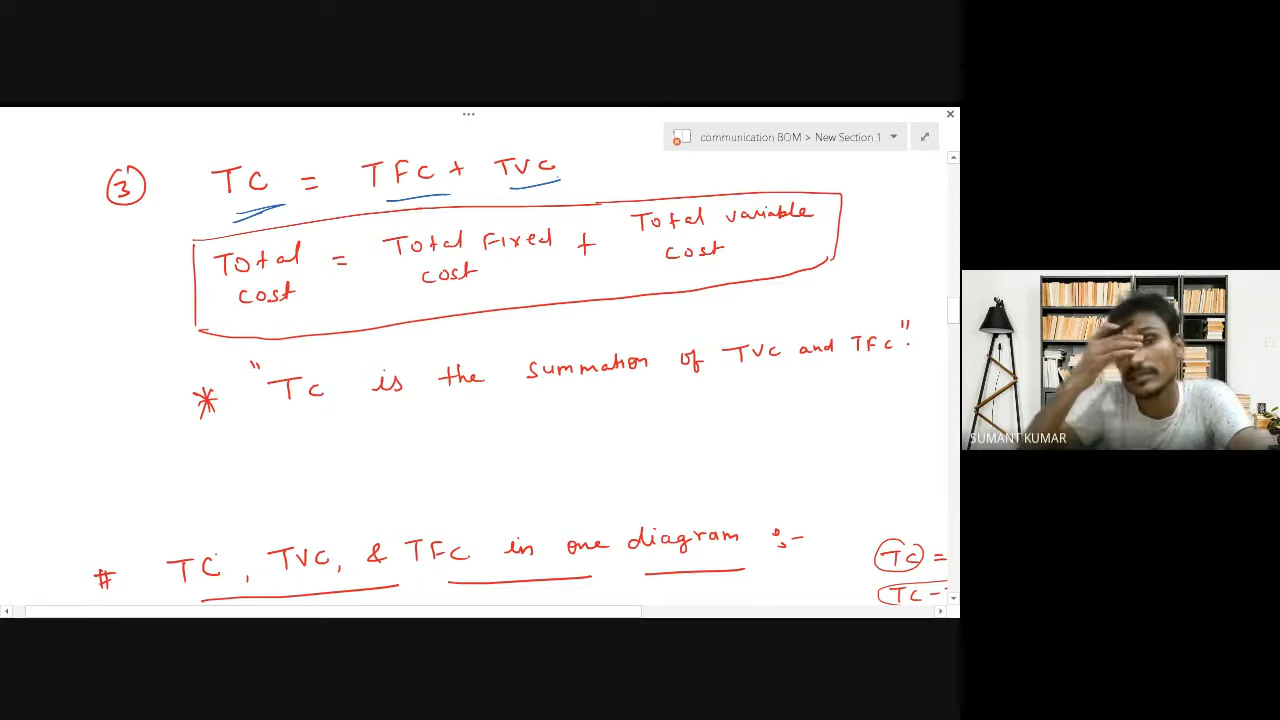 communication BOM > New Section 1
③ TC = TFC + TVC
Total cost = Total Fixed cost + Total variable cost
* "TC is the summation of TVC and TFC".
SUMANT KUMAR
# TC, TVC, & TFC in one diagram :-
TC =
TC -